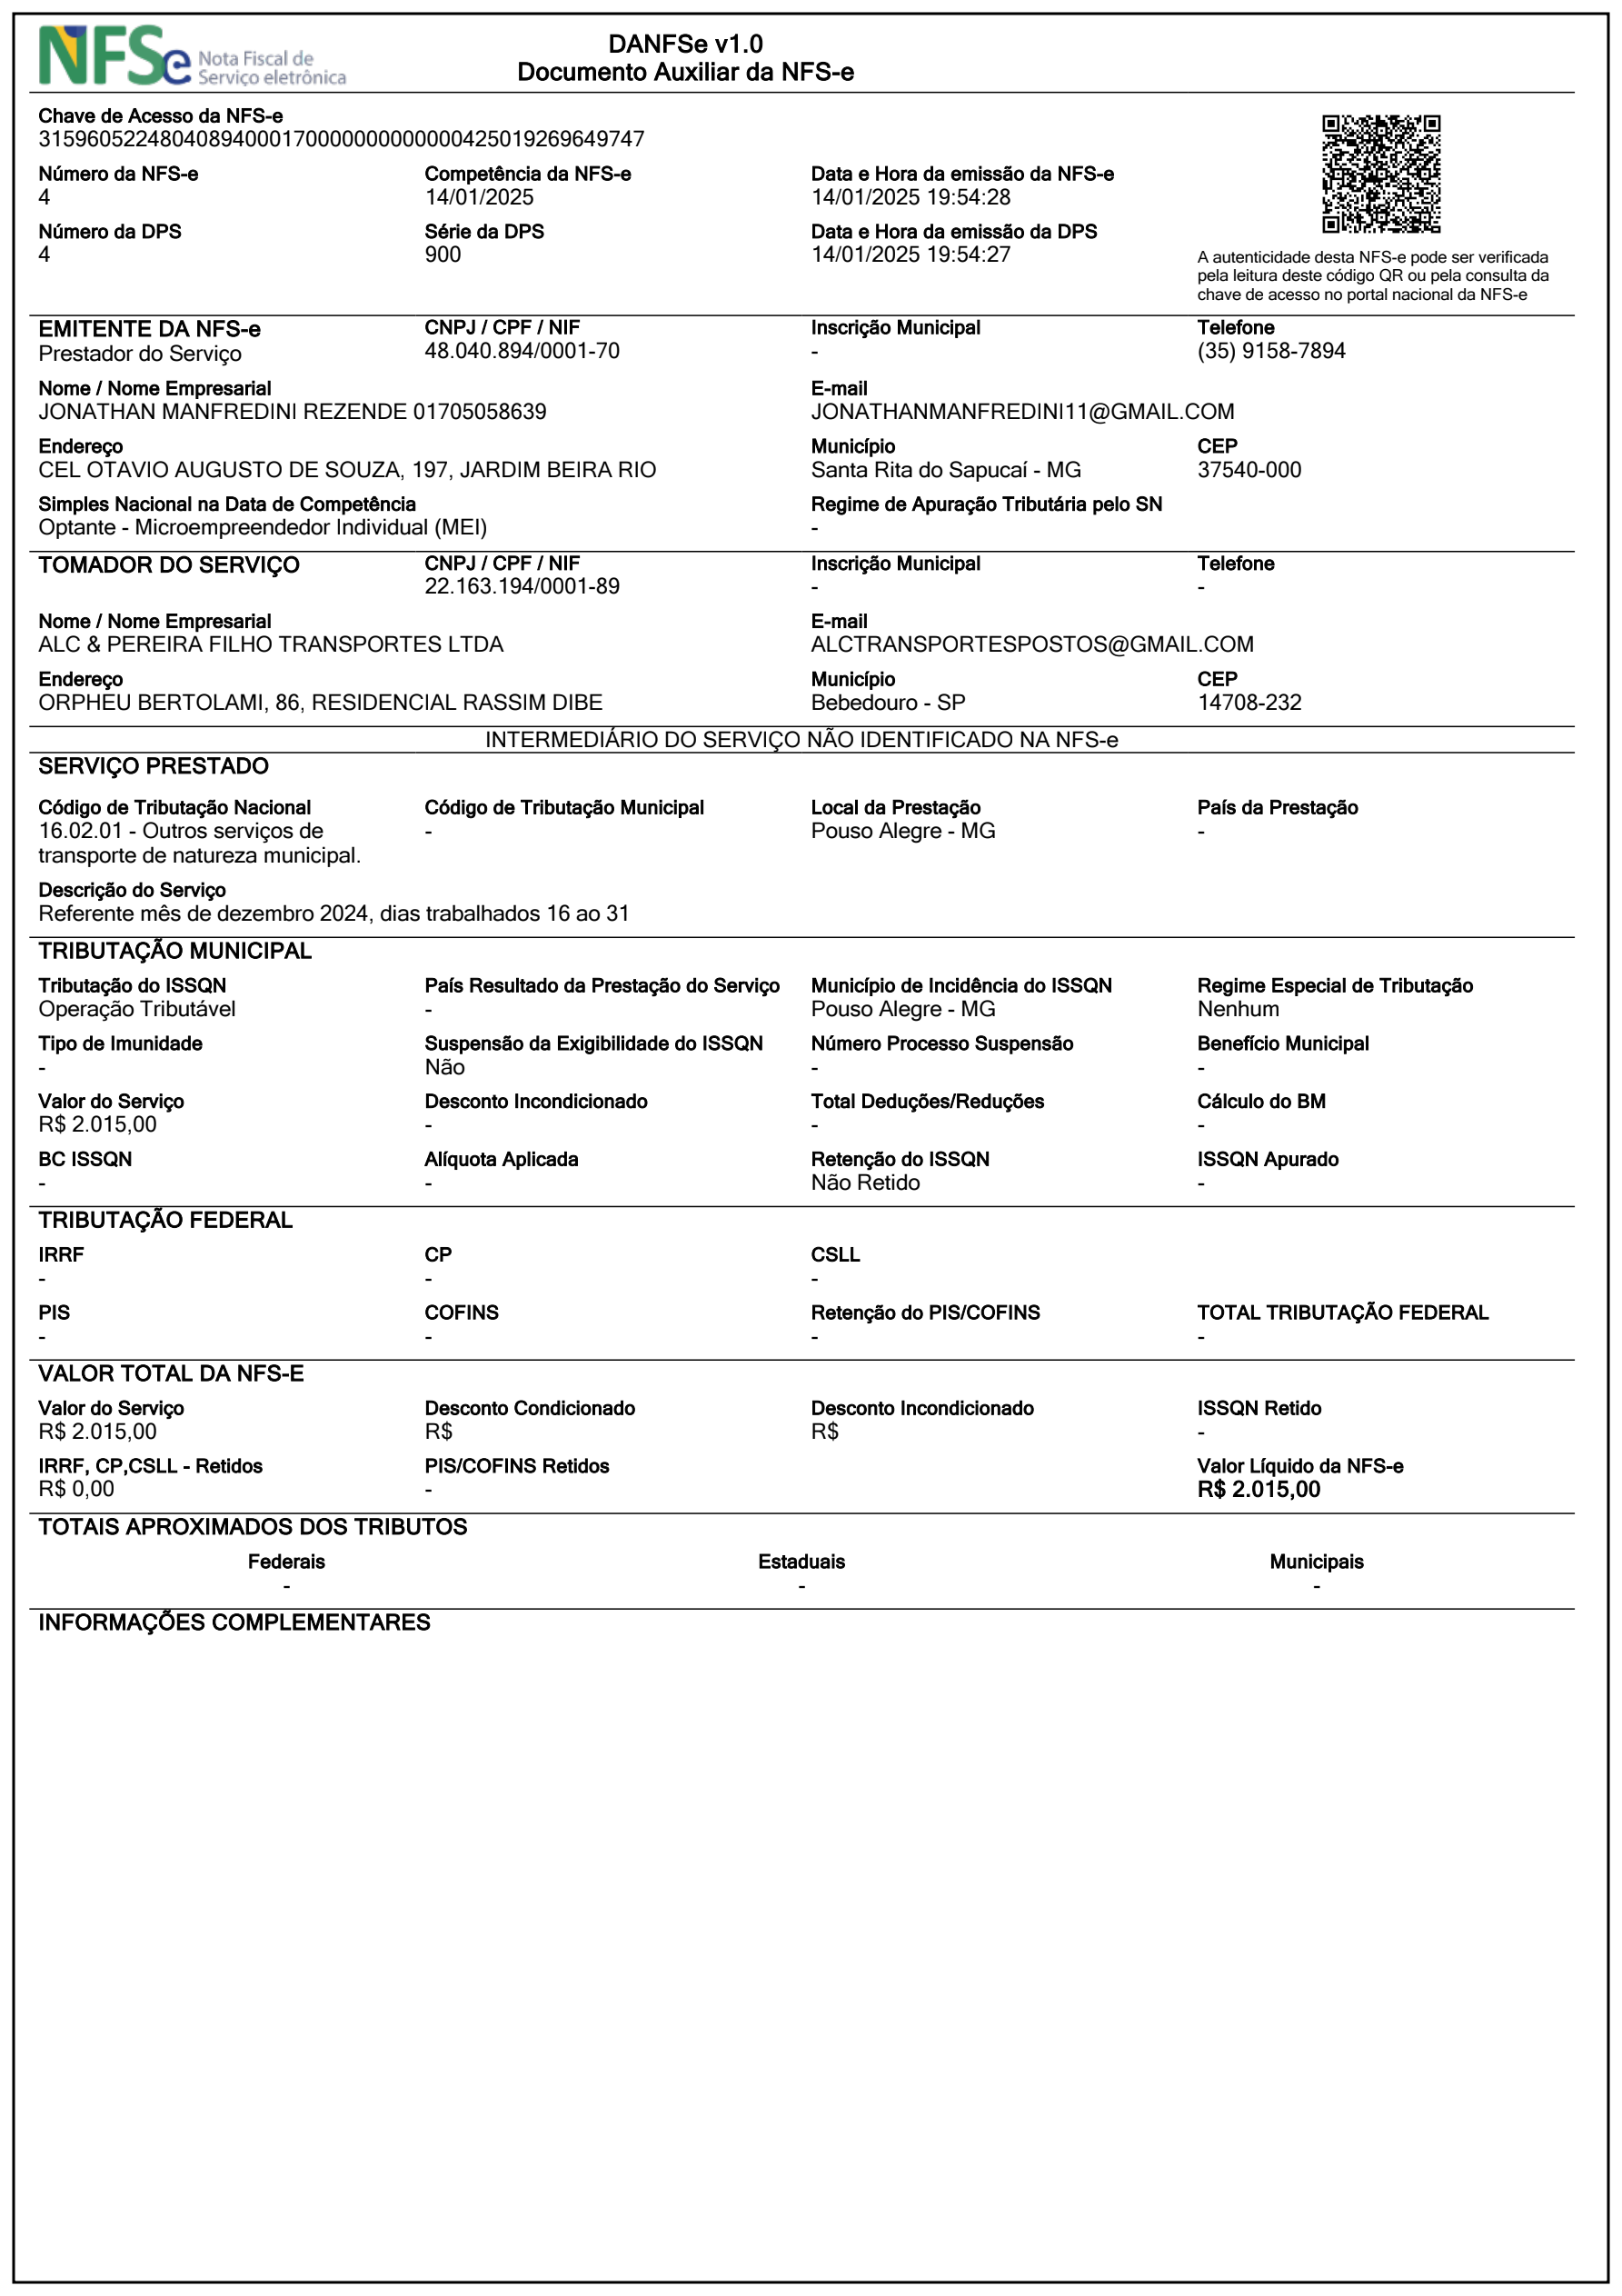 NFSe Nota Fiscal de
Serviço eletrônica
DANFSe v1.0
Documento Auxiliar da NFS-e
Chave de Acesso da NFS-e
31596052248040894000170000000000000425019269649747
Número da NFS-e Competência da NFS-e Data e Hora da emissão da NFS-e
4 14/01/2025 14/01/2025 19:54:28
Número da DPS Série da DPS Data e Hora da emissão da DPS
4 900 14/01/2025 19:54:27
A autenticidade desta NFS-e pode ser verificada
pela leitura deste código QR ou pela consulta da
chave de acesso no portal nacional da NFS-e
EMITENTE DA NFS-e CNPJ / CPF / NIF Inscrição Municipal Telefone
Prestador do Serviço 48.040.894/0001-70 - (35) 9158-7894
Nome / Nome Empresarial E-mail
JONATHAN MANFREDINI REZENDE 01705058639 JONATHANMANFREDINI11@GMAIL.COM
Endereço Município CEP
CEL OTAVIO AUGUSTO DE SOUZA, 197, JARDIM BEIRA RIO Santa Rita do Sapucaí - MG 37540-000
Simples Nacional na Data de Competência Regime de Apuração Tributária pelo SN
Optante - Microempreendedor Individual (MEI) -
TOMADOR DO SERVIÇO CNPJ / CPF / NIF Inscrição Municipal Telefone
22.163.194/0001-89 - -
Nome / Nome Empresarial E-mail
ALC & PEREIRA FILHO TRANSPORTES LTDA ALCTRANSPORTESPOSTOS@GMAIL.COM
Endereço Município CEP
ORPHEU BERTOLAMI, 86, RESIDENCIAL RASSIM DIBE Bebedouro - SP 14708-232
INTERMEDIÁRIO DO SERVIÇO NÃO IDENTIFICADO NA NFS-e
SERVIÇO PRESTADO
Código de Tributação Nacional Código de Tributação Municipal Local da Prestação País da Prestação
16.02.01 - Outros serviços de - Pouso Alegre - MG -
transporte de natureza municipal.
Descrição do Serviço
Referente mês de dezembro 2024, dias trabalhados 16 ao 31
TRIBUTAÇÃO MUNICIPAL
Tributação do ISSQN País Resultado da Prestação do Serviço Município de Incidência do ISSQN Regime Especial de Tributação
Operação Tributável - Pouso Alegre - MG Nenhum
Tipo de Imunidade Suspensão da Exigibilidade do ISSQN Número Processo Suspensão Benefício Municipal
- Não - -
Valor do Serviço Desconto Incondicionado Total Deduções/Reduções Cálculo do BM
R$ 2.015,00 - - -
BC ISSQN Alíquota Aplicada Retenção do ISSQN ISSQN Apurado
- - Não Retido -
TRIBUTAÇÃO FEDERAL
IRRF CP CSLL
- - -
PIS COFINS Retenção do PIS/COFINS TOTAL TRIBUTAÇÃO FEDERAL
- - - -
VALOR TOTAL DA NFS-E
Valor do Serviço Desconto Condicionado Desconto Incondicionado ISSQN Retido
R$ 2.015,00 R$ R$ -
IRRF, CP,CSLL - Retidos PIS/COFINS Retidos Valor Líquido da NFS-e
R$ 0,00 - R$ 2.015,00
TOTAIS APROXIMADOS DOS TRIBUTOS
Federais Estaduais Municipais
- - -
INFORMAÇÕES COMPLEMENTARES